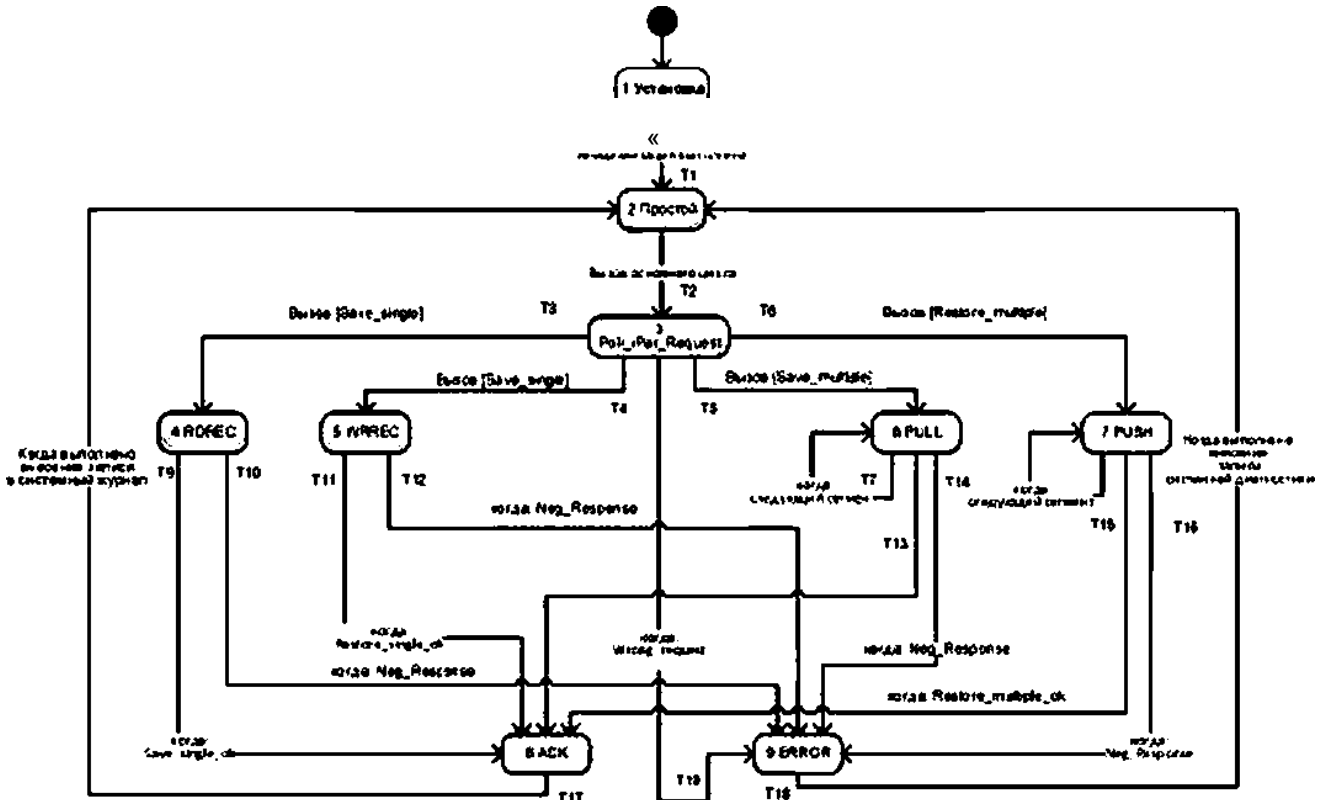 1 Установка
«
T1
2 Простой
Вызов основного цикла
T2
Вызов [Save_single]
T3
3
T6
Вызов [Restore_multiple]
Вызов [Save_single]
T4
T5
Вызов [Save_multiple]
4 RDREC
5 WRREC
6 PULL
7 PUSH
Когда выполнено
внесение записи
в системный журнал
T9
T10
T11
T12
когда
следующий сегмент
T7
T14
когда
следующий сегмент
T15
T16
Когда выполнено
внесение
записи
системной диагностики
когда: Neg_Response
T13
когда:
Restore_single_ok
когда:
когда: Neg_Response
когда: Neg_Response
когда: Restore_multiple_ok
когда:
Save_single_ok
8 ACK
9 ERROR
когда:
Neg_Response
T17
T19
T18